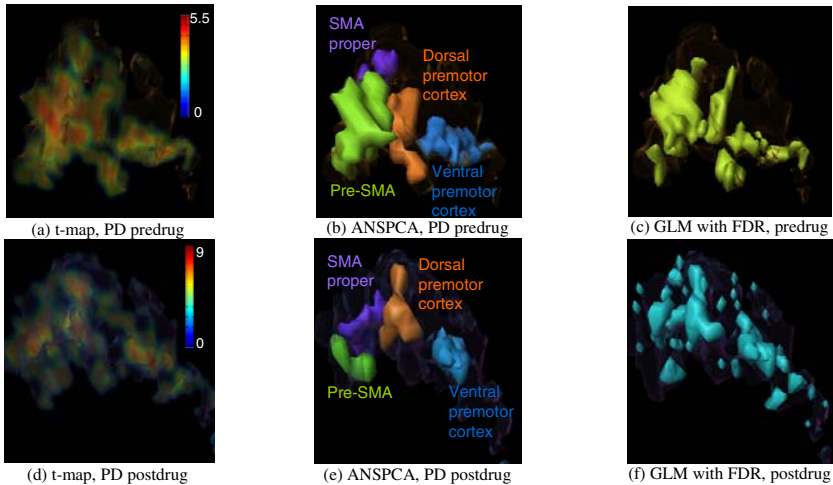 5.5
0
(a) t-map, PD predrug
SMA
proper
Dorsal
premotor
cortex
Pre-SMA
Ventral
premotor
cortex
(b) ANSPCA, PD predrug
(c) GLM with FDR, predrug
9
0
(d) t-map, PD postdrug
SMA
proper
Dorsal
premotor
cortex
Pre-SMA
Ventral
premotor
cortex
(e) ANSPCA, PD postdrug
(f) GLM with FDR, postdrug